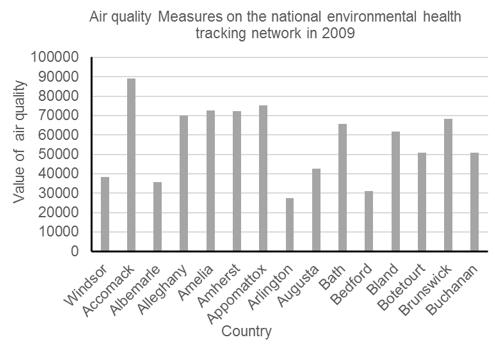 Air quality Measures on the national environmental health
tracking network in 2009
Value of air quality
100000
90000
80000
70000
60000
50000
40000
30000
20000
10000
0
Windsor
Accomack
Albemarle
Alleghany
Amelia
Amherst
Appomattox
Arlington
Augusta
Bath
Bedford
Bland
Botetourt
Brunswick
Buchanan
Country